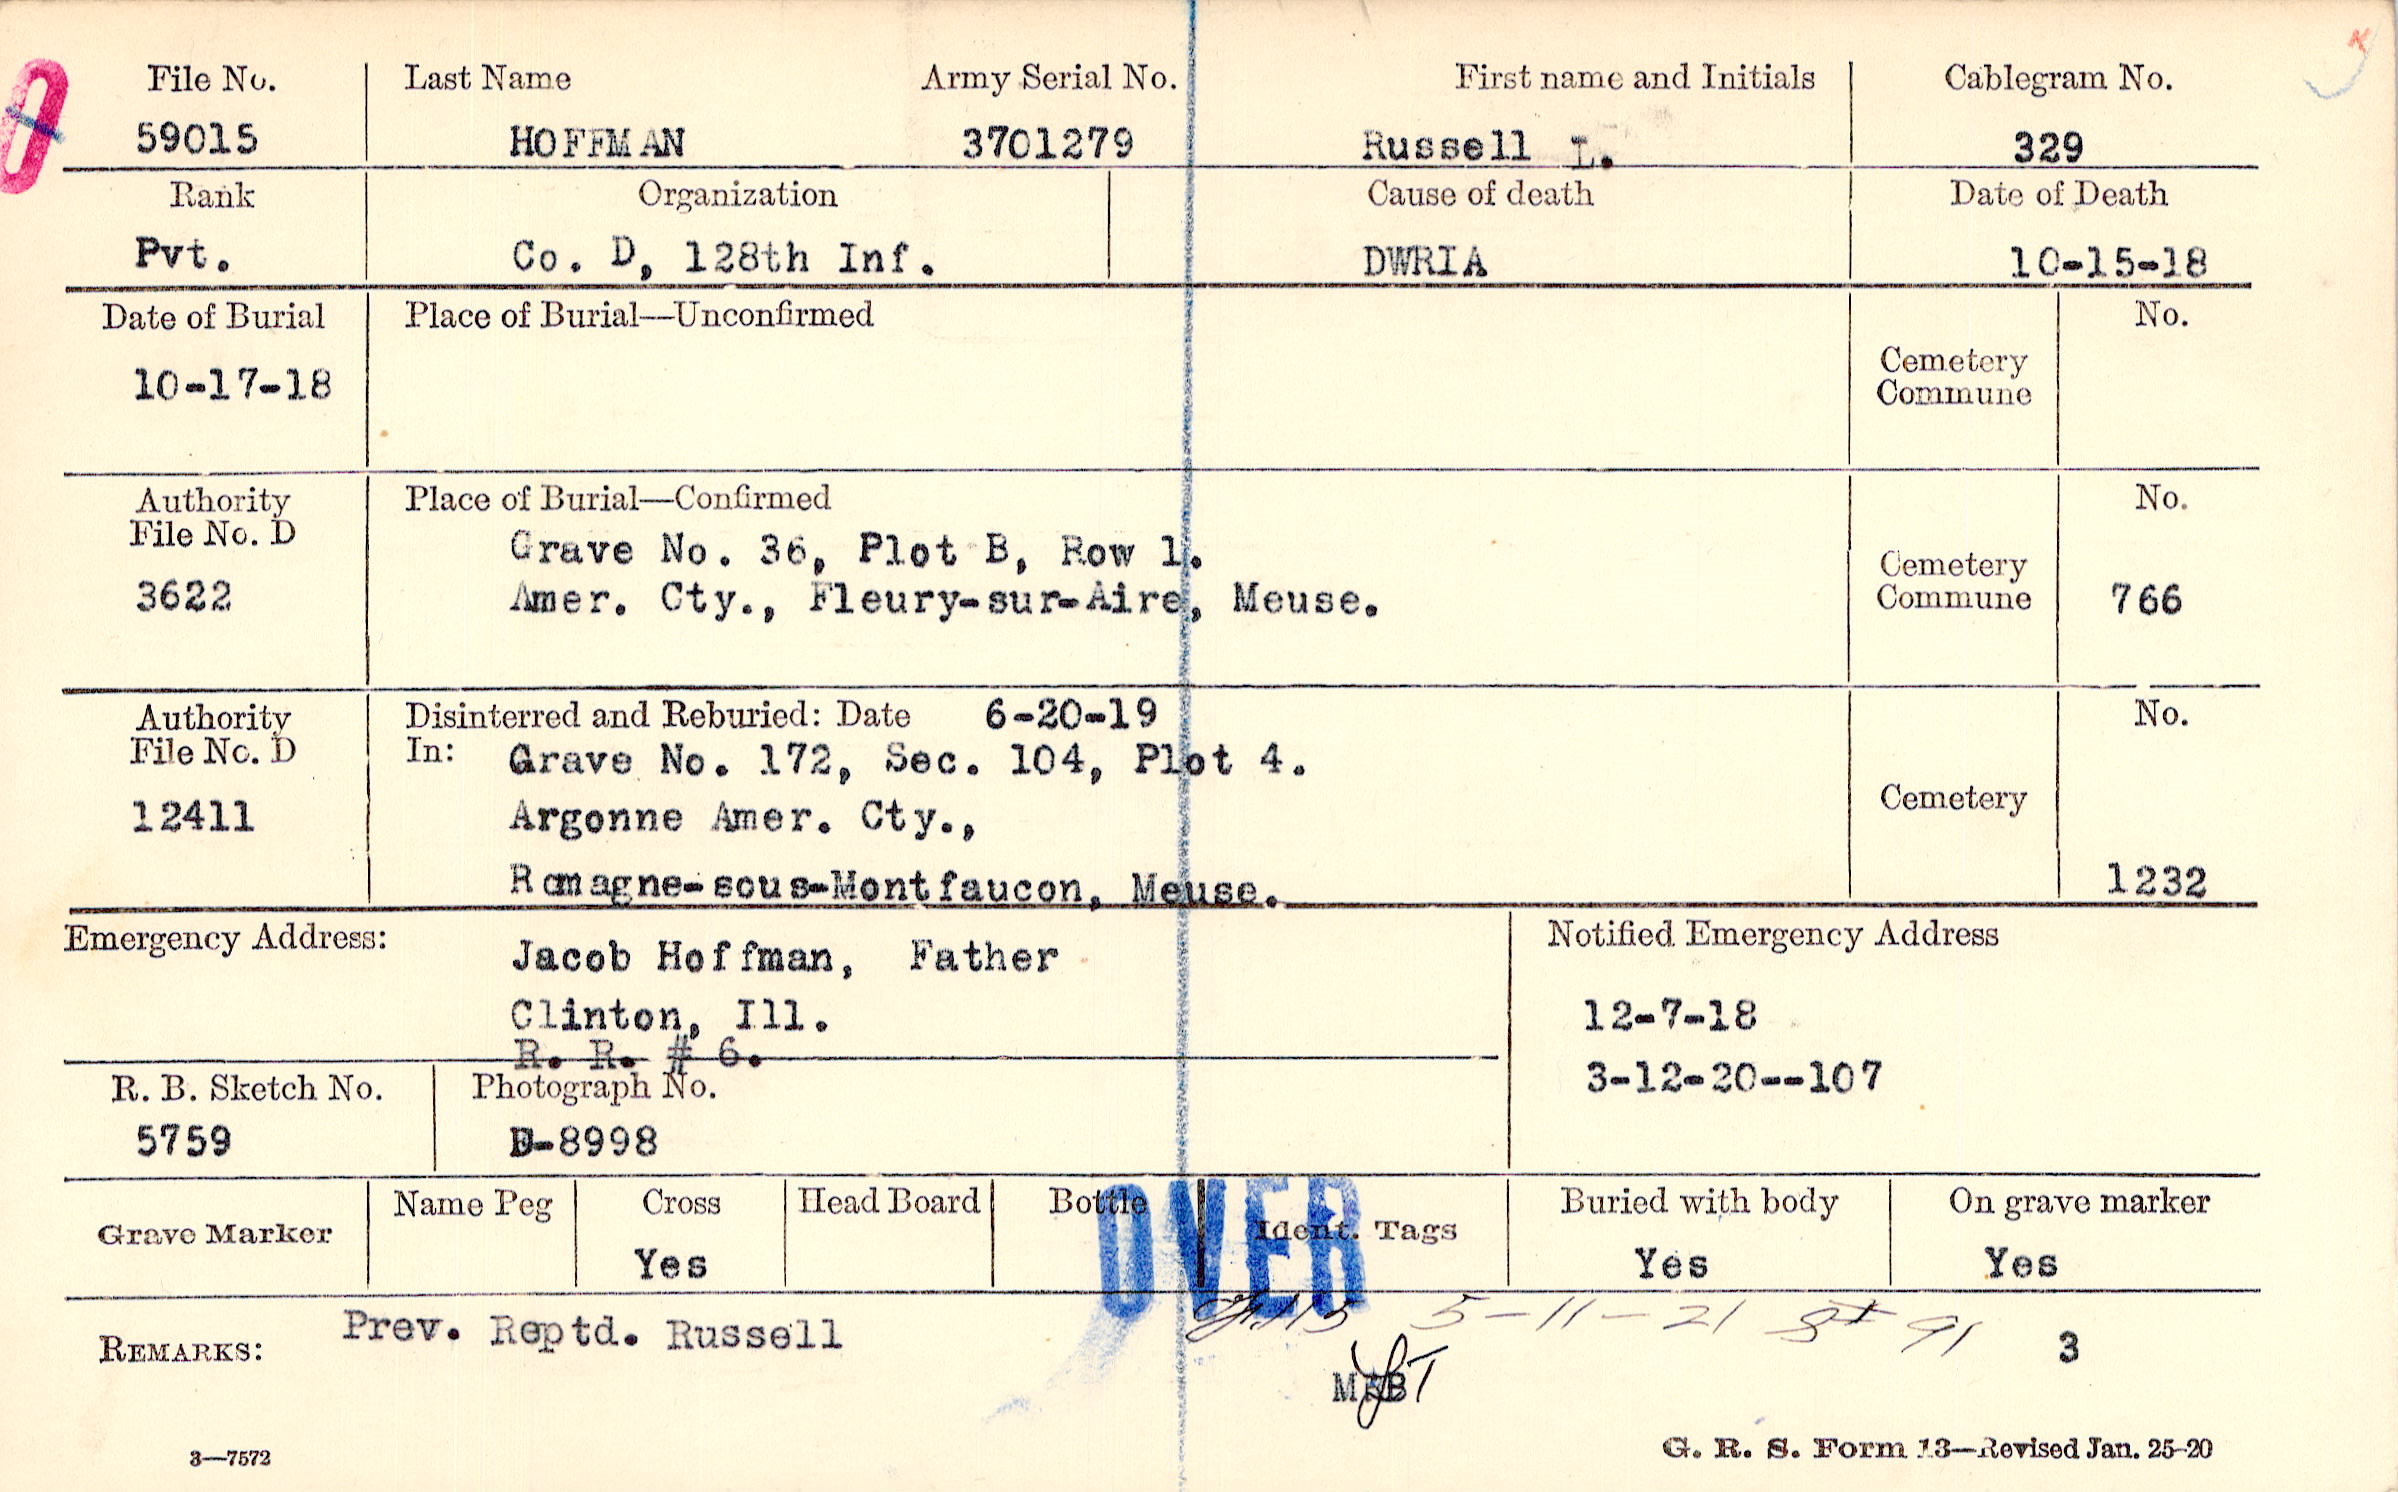 File No. Last Name Army Serial No. First name and Initials Cablegram No.
59015 HOFFMAN 3701279 Russell L. 329
Rank Organization Cause of death Date of Death
Pvt. Co. D, 128th Inf. DWRIA 10-15-18
Date of Burial Place of Burial—Unconfirmed No.
10-17-18
Cemetery
Commune
Authority Place of Burial—Confirmed No.
File No. D
Grave No. 36, Plot B, Row 1.
3622 Amer. Cty., Fleury-sur-Aire, Meuse.
Cemetery
Commune 766
Authority Disinterred and Reburied: Date 6-20-19 No.
File No. D In: Grave No. 172, Sec. 104, Plot 4.
12411 Argonne Amer. Cty., Cemetery
Romagne-sous-Montfaucon, Meuse. 1232
Emergency Address: Jacob Hoffman, Father
Clinton, Ill.
R. R. # 6.
Notified Emergency Address
12-7-18
3-12-20--107
R. B. Sketch No. Photograph No.
5759 D-8998
Grave Marker Name Peg Cross Head Board Bottle Ident. Tags Buried with body On grave marker
Yes Yes Yes
OVER
REMARKS: Prev. Reptd. Russell 5-11-21 91 3
3—7572 G. R. S. Form 13—Revised Jan. 25-20